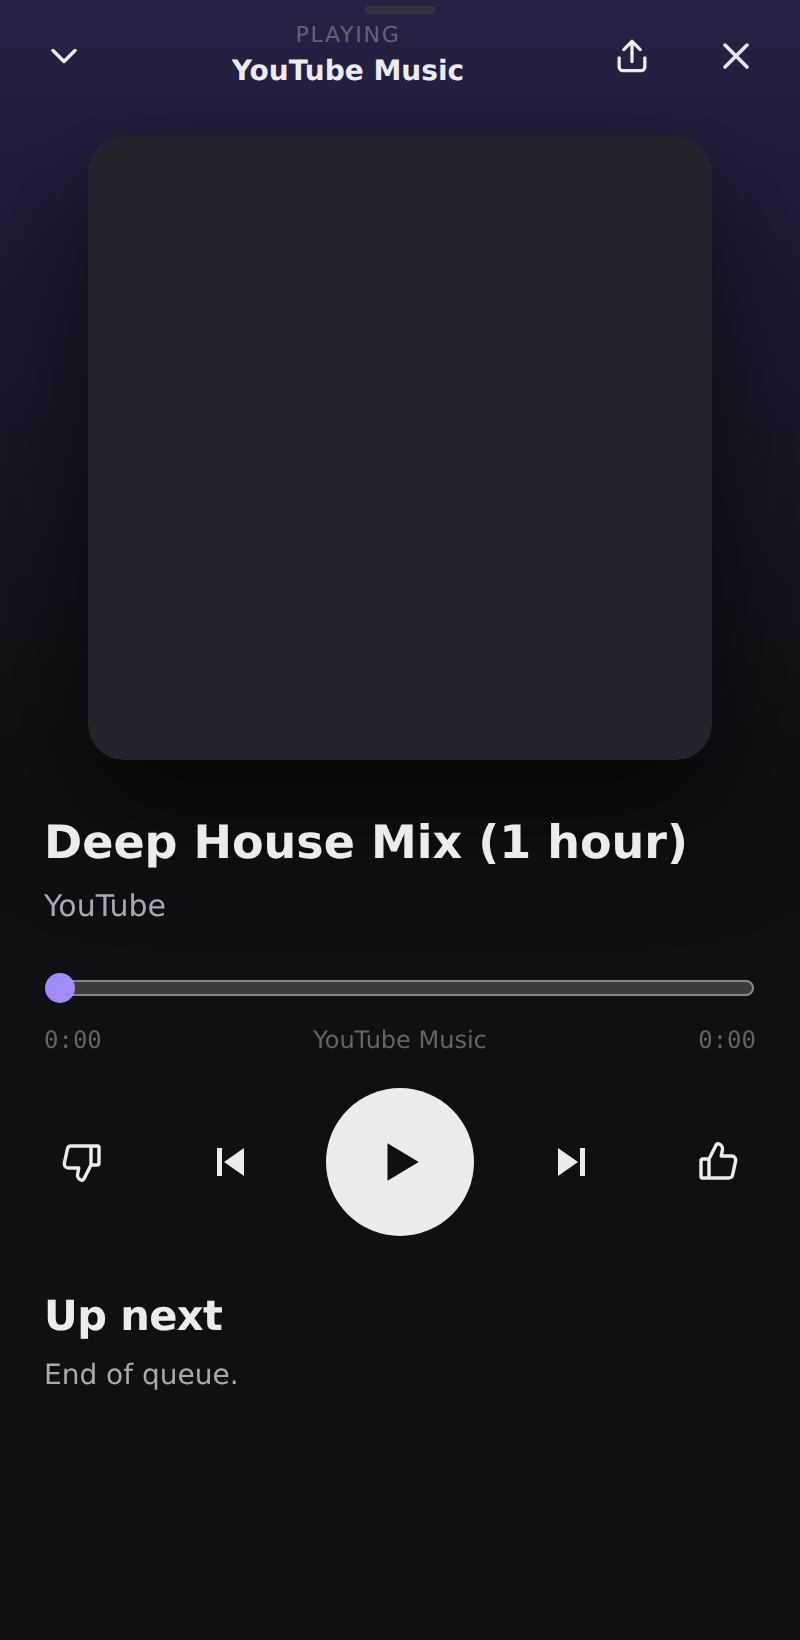 PLAYING
YouTube Music
Deep House Mix (1 hour)
YouTube
0:00 YouTube Music 0:00
Up next
End of queue.